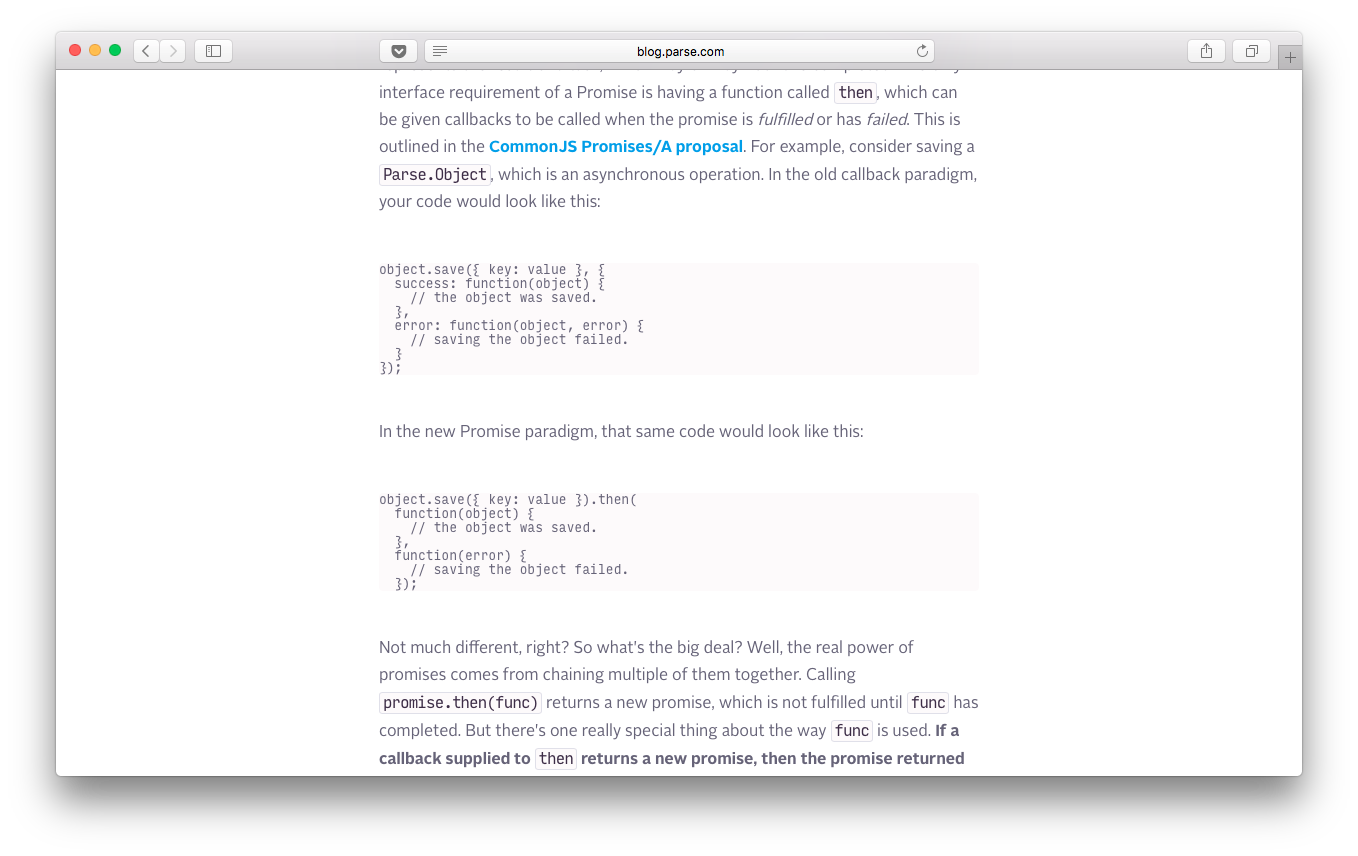 blog.parse.com
interface requirement of a Promise is having a function called then, which can
be given callbacks to be called when the promise is fulfilled or has failed. This is
outlined in the CommonJS Promises/A proposal. For example, consider saving a
Parse.Object, which is an asynchronous operation. In the old callback paradigm,
your code would look like this:
object.save({ key: value }, {
  success: function(object) {
    // the object was saved.
  },
  error: function(object, error) {
    // saving the object failed.
  }
});
In the new Promise paradigm, that same code would look like this:
object.save({ key: value }).then(
  function(object) {
    // the object was saved.
  },
  function(error) {
    // saving the object failed.
  });
Not much different, right? So what's the big deal? Well, the real power of
promises comes from chaining multiple of them together. Calling
promise.then(func) returns a new promise, which is not fulfilled until func has
completed. But there's one really special thing about the way func is used. If a
callback supplied to then returns a new promise, then the promise returned